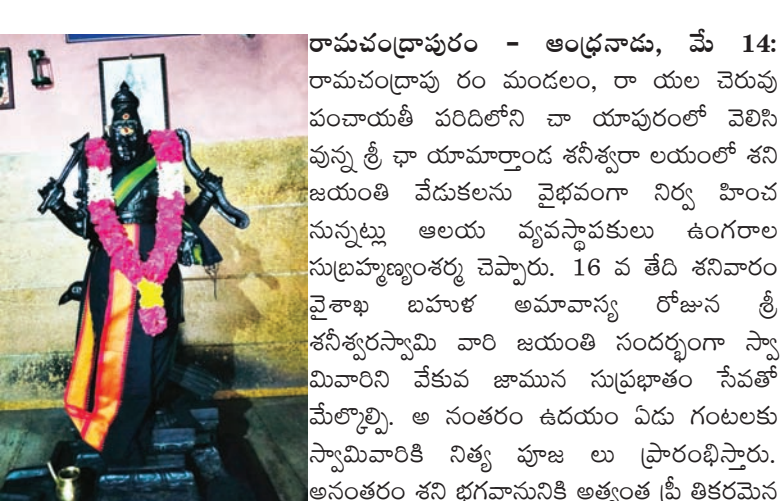 రామచంద్రాపురం - ఆంధ్రనాడు, మే 14:
రామచంద్రాపు రం మండలం, రా యల చెరువు
పంచాయతీ పరిదిలోని చా యాపురంలో వెలిసి
వున్న శ్రీ ఛా యామార్తాండ శనీశ్వరా లయంలో శని
జయంతి వేడుకలను వైభవంగా నిర్వ హించ
నున్నట్లు ఆలయ వ్యవస్థాపకులు ఉంగరాల
సుబ్రహ్మణ్యంశర్మ చెప్పారు. 16 వ తేది శనివారం
వైశాఖ బహుళ అమావాస్య రోజున శ్రీ
శనీశ్వరస్వామి వారి జయంతి సందర్భంగా స్వా
మివారిని వేకువ జామున సుప్రభాతం సేవతో
మేల్కొల్పి. అ నంతరం ఉదయం ఏడు గంటలకు
స్వామివారికి నిత్య పూజ లు ప్రారంభిస్తారు.
అనంతరం శని భగవానునికి అత్యంత ప్రీ తికరమైన